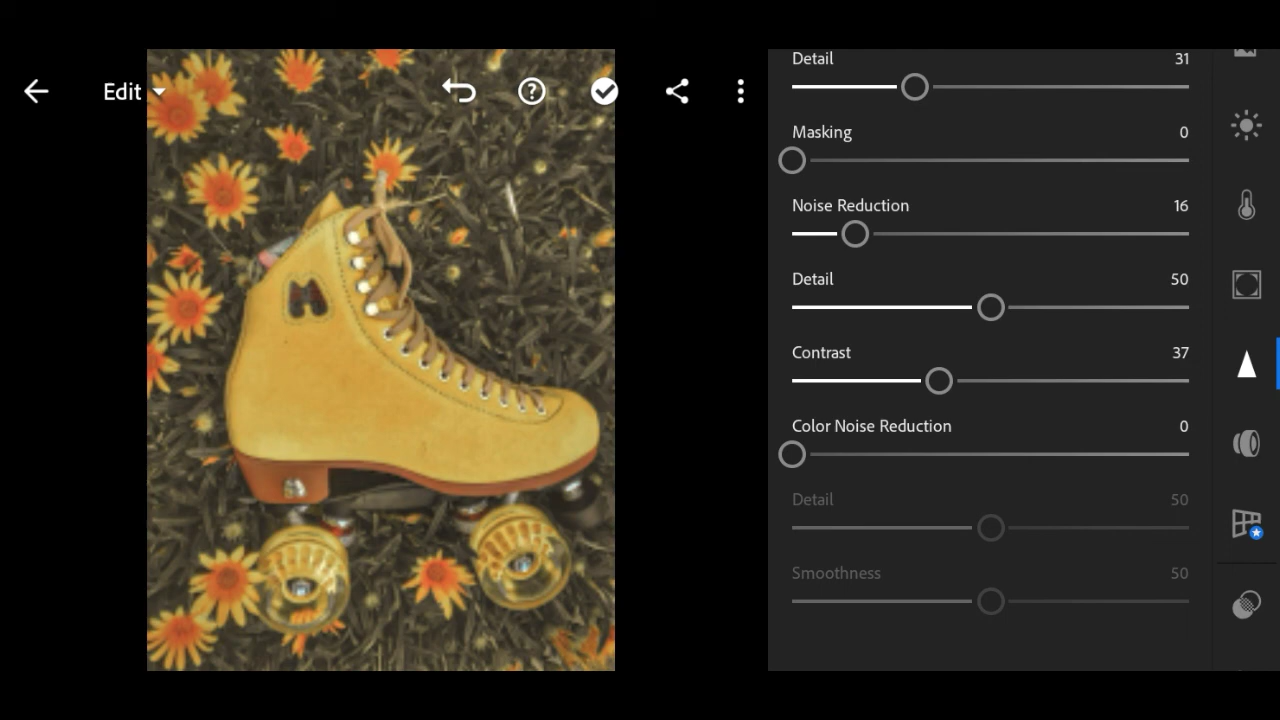 Edit
Detail 31
Masking 0
Noise Reduction 16
Detail 50
Contrast 37
Color Noise Reduction 0
Detail 50
Smoothness 50